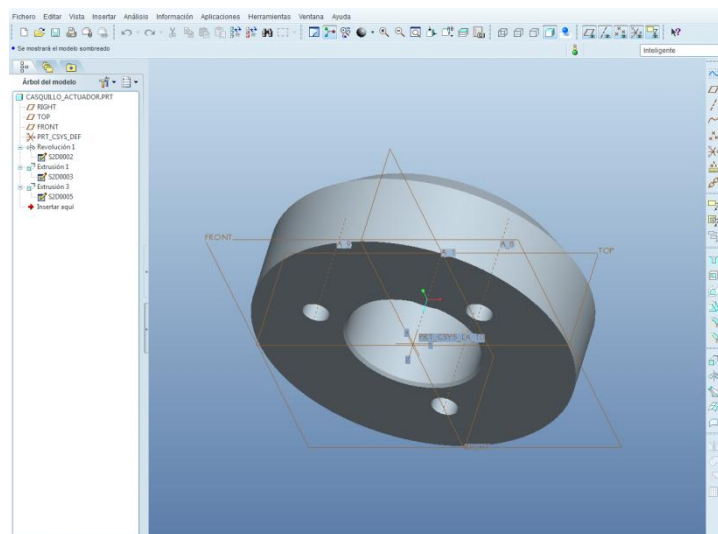 Fichero Editar Vista Insertar Análisis Información Aplicaciones Herramientas Ventana Ayuda
Se mostrará el modelo sombreado
Inteligente
Árbol del modelo
CASQUILLO_ACTUADOR.PRT
RIGHT
TOP
FRONT
PRT_CSYS_DEF
Revolución 1
S2D0002
Extrusión 1
S2D0003
Extrusión 3
S2D0005
Insertar aquí
FRONT
TOP